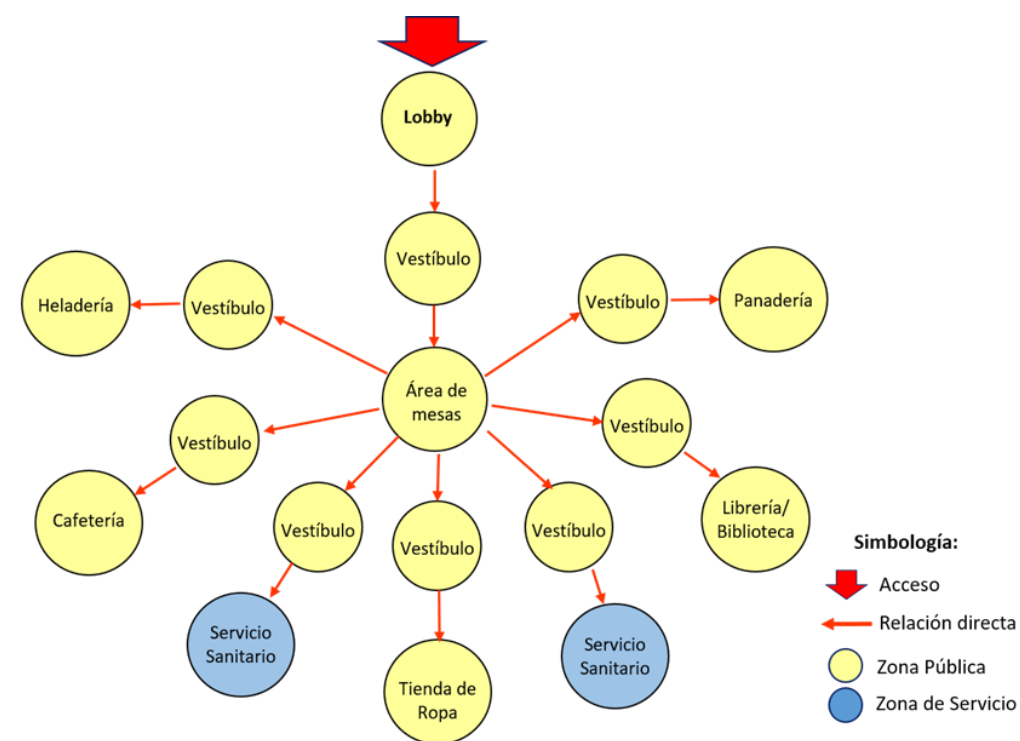 Lobby
Vestíbulo
Heladería
Vestíbulo
Vestíbulo
Panadería
Área de
mesas
Vestíbulo
Vestíbulo
Cafetería
Vestíbulo
Vestíbulo
Vestíbulo
Librería/
Biblioteca
Servicio
Sanitario
Tienda de
Ropa
Servicio
Sanitario
Simbología:
Acceso
Relación directa
Zona Pública
Zona de Servicio